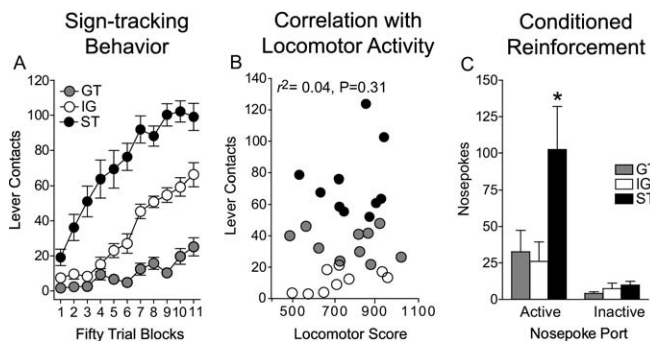 Sign-tracking
Behavior
A
120
100
80
60
40
20
0
GT
IG
ST
Lever Contacts
1 2 3 4 5 6 7 8 9 10 11
Fifty Trial Blocks
Correlation with
Locomotor Activity
B
140
120
100
80
60
40
20
0
r²= 0.04, P=0.31
Lever Contacts
500 700 900 1100
Locomotor Score
Conditioned
Reinforcement
C
150
125
100
75
50
25
0
*
GT
IG
ST
Nosepokes
Active Inactive
Nosepoke Port